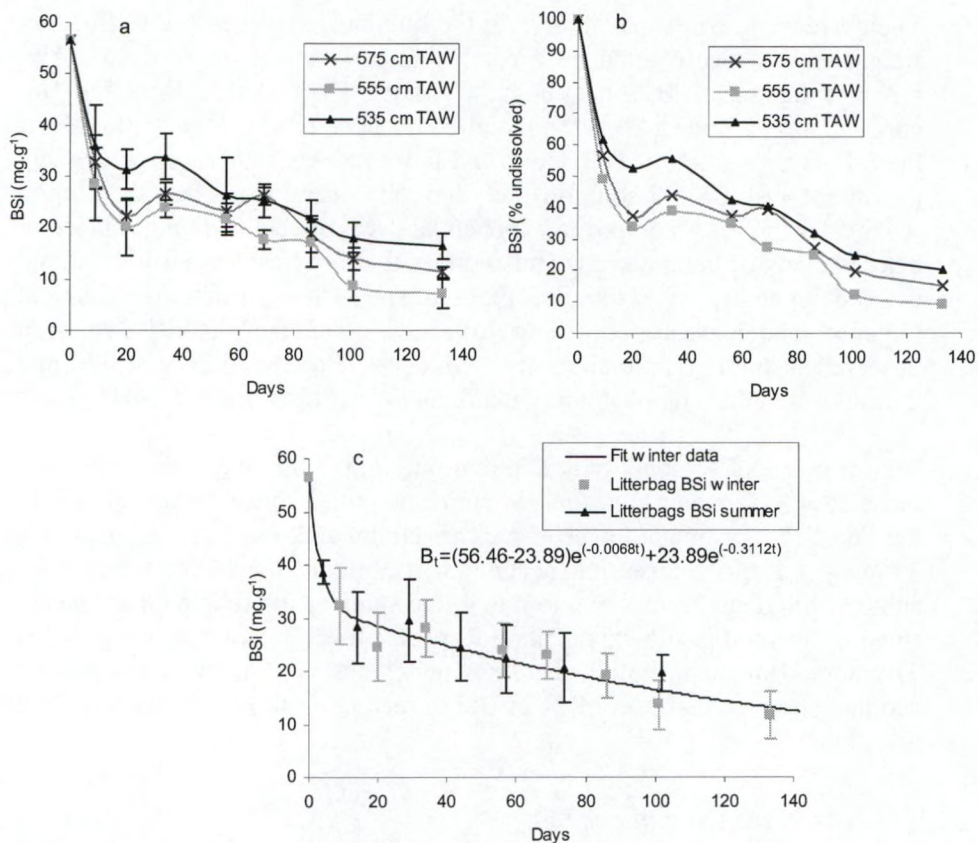 a
60
50
40
30
20
10
0
BSi (mg.g-1)
575 cm TAW
555 cm TAW
535 cm TAW
0 20 40 60 80 100 120 140
Days
b
100
90
80
70
60
50
40
30
20
10
0
BSi (% undissolved)
575 cm TAW
555 cm TAW
535 cm TAW
0 20 40 60 80 100 120 140
Days
c
60
50
40
30
20
10
0
BSi (mg.g-1)
Fit winter data
Litterbag BSi winter
Litterbags BSi summer
Bt=(56.46-23.89)e(-0.0068t)+23.89e(-0.3112t)
0 20 40 60 80 100 120 140
Days